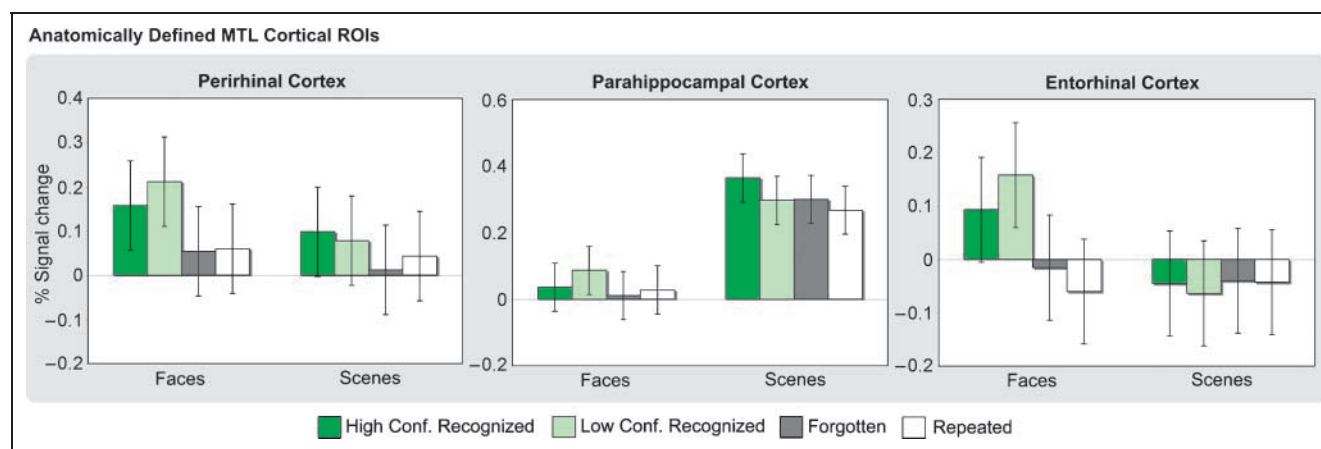 Anatomically Defined MTL Cortical ROIs
Perirhinal Cortex
0.4
0.3
0.2
0.1
0
−0.1
−0.2
% Signal change
Faces Scenes
Parahippocampal Cortex
0.6
0.4
0.2
0
−0.2
Faces Scenes
Entorhinal Cortex
0.3
0.2
0.1
0
−0.1
−0.2
Faces Scenes
High Conf. Recognized Low Conf. Recognized Forgotten Repeated